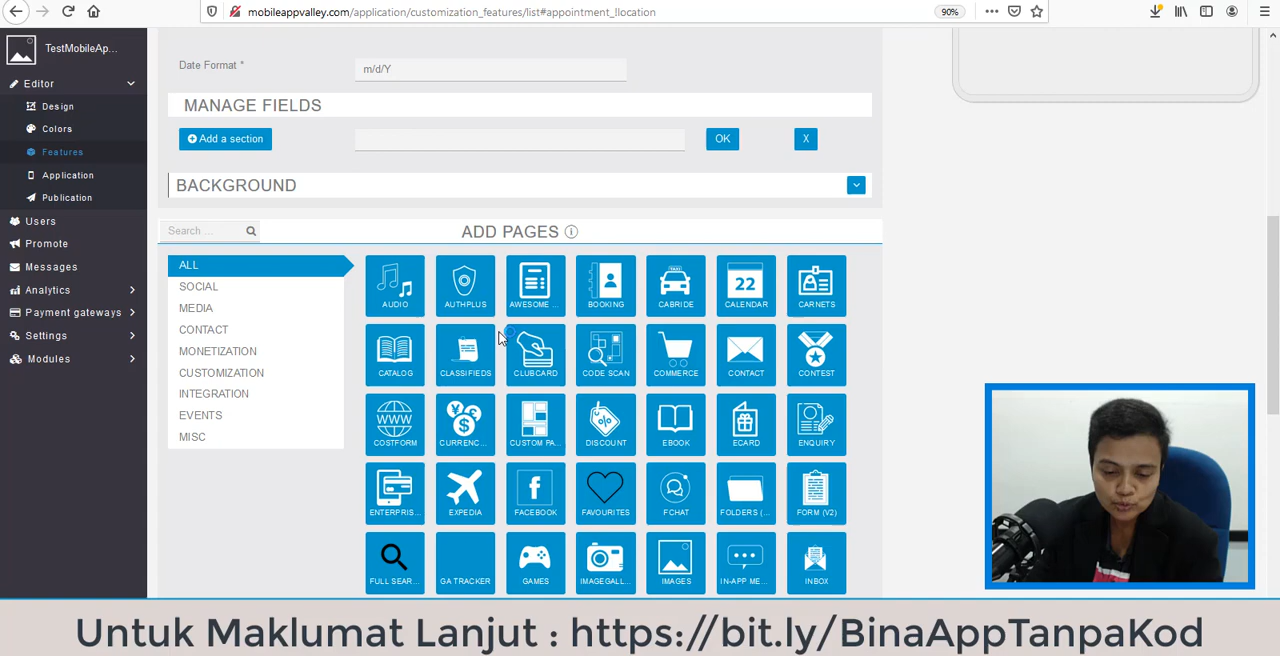 mobileappvalley.com/application/customization_features/list#appointment_llocation
90%
TestMobileAp...
Editor
Design
Colors
Features
Application
Publication
Users
Promote
Messages
Analytics
Payment gateways
Settings
Modules
Date Format *
m/d/Y
MANAGE FIELDS
Add a section
OK
X
BACKGROUND
Search ...
ADD PAGES
ALL
SOCIAL
MEDIA
CONTACT
MONETIZATION
CUSTOMIZATION
INTEGRATION
EVENTS
MISC
AUDIO
AUTHPLUS
AWESOME ...
BOOKING
TAXI
CABRIDE
22
CALENDAR
CARNETS
CATALOG
CLASSIFIEDS
CLUBCARD
CODE SCAN
COMMERCE
CONTACT
CONTEST
WWW
COSTFORM
CURRENC...
CUSTOM PA...
DISCOUNT
EBOOK
ECARD
ENQUIRY
ENTERPRIS...
EXPEDIA
FACEBOOK
FAVOURITES
FCHAT
FOLDERS (...
FORM (V2)
FULL SEAR...
GA TRACKER
GAMES
IMAGEGALL...
IMAGES
IN-APP ME...
INBOX
Untuk Maklumat Lanjut : https://bit.ly/BinaAppTanpaKod